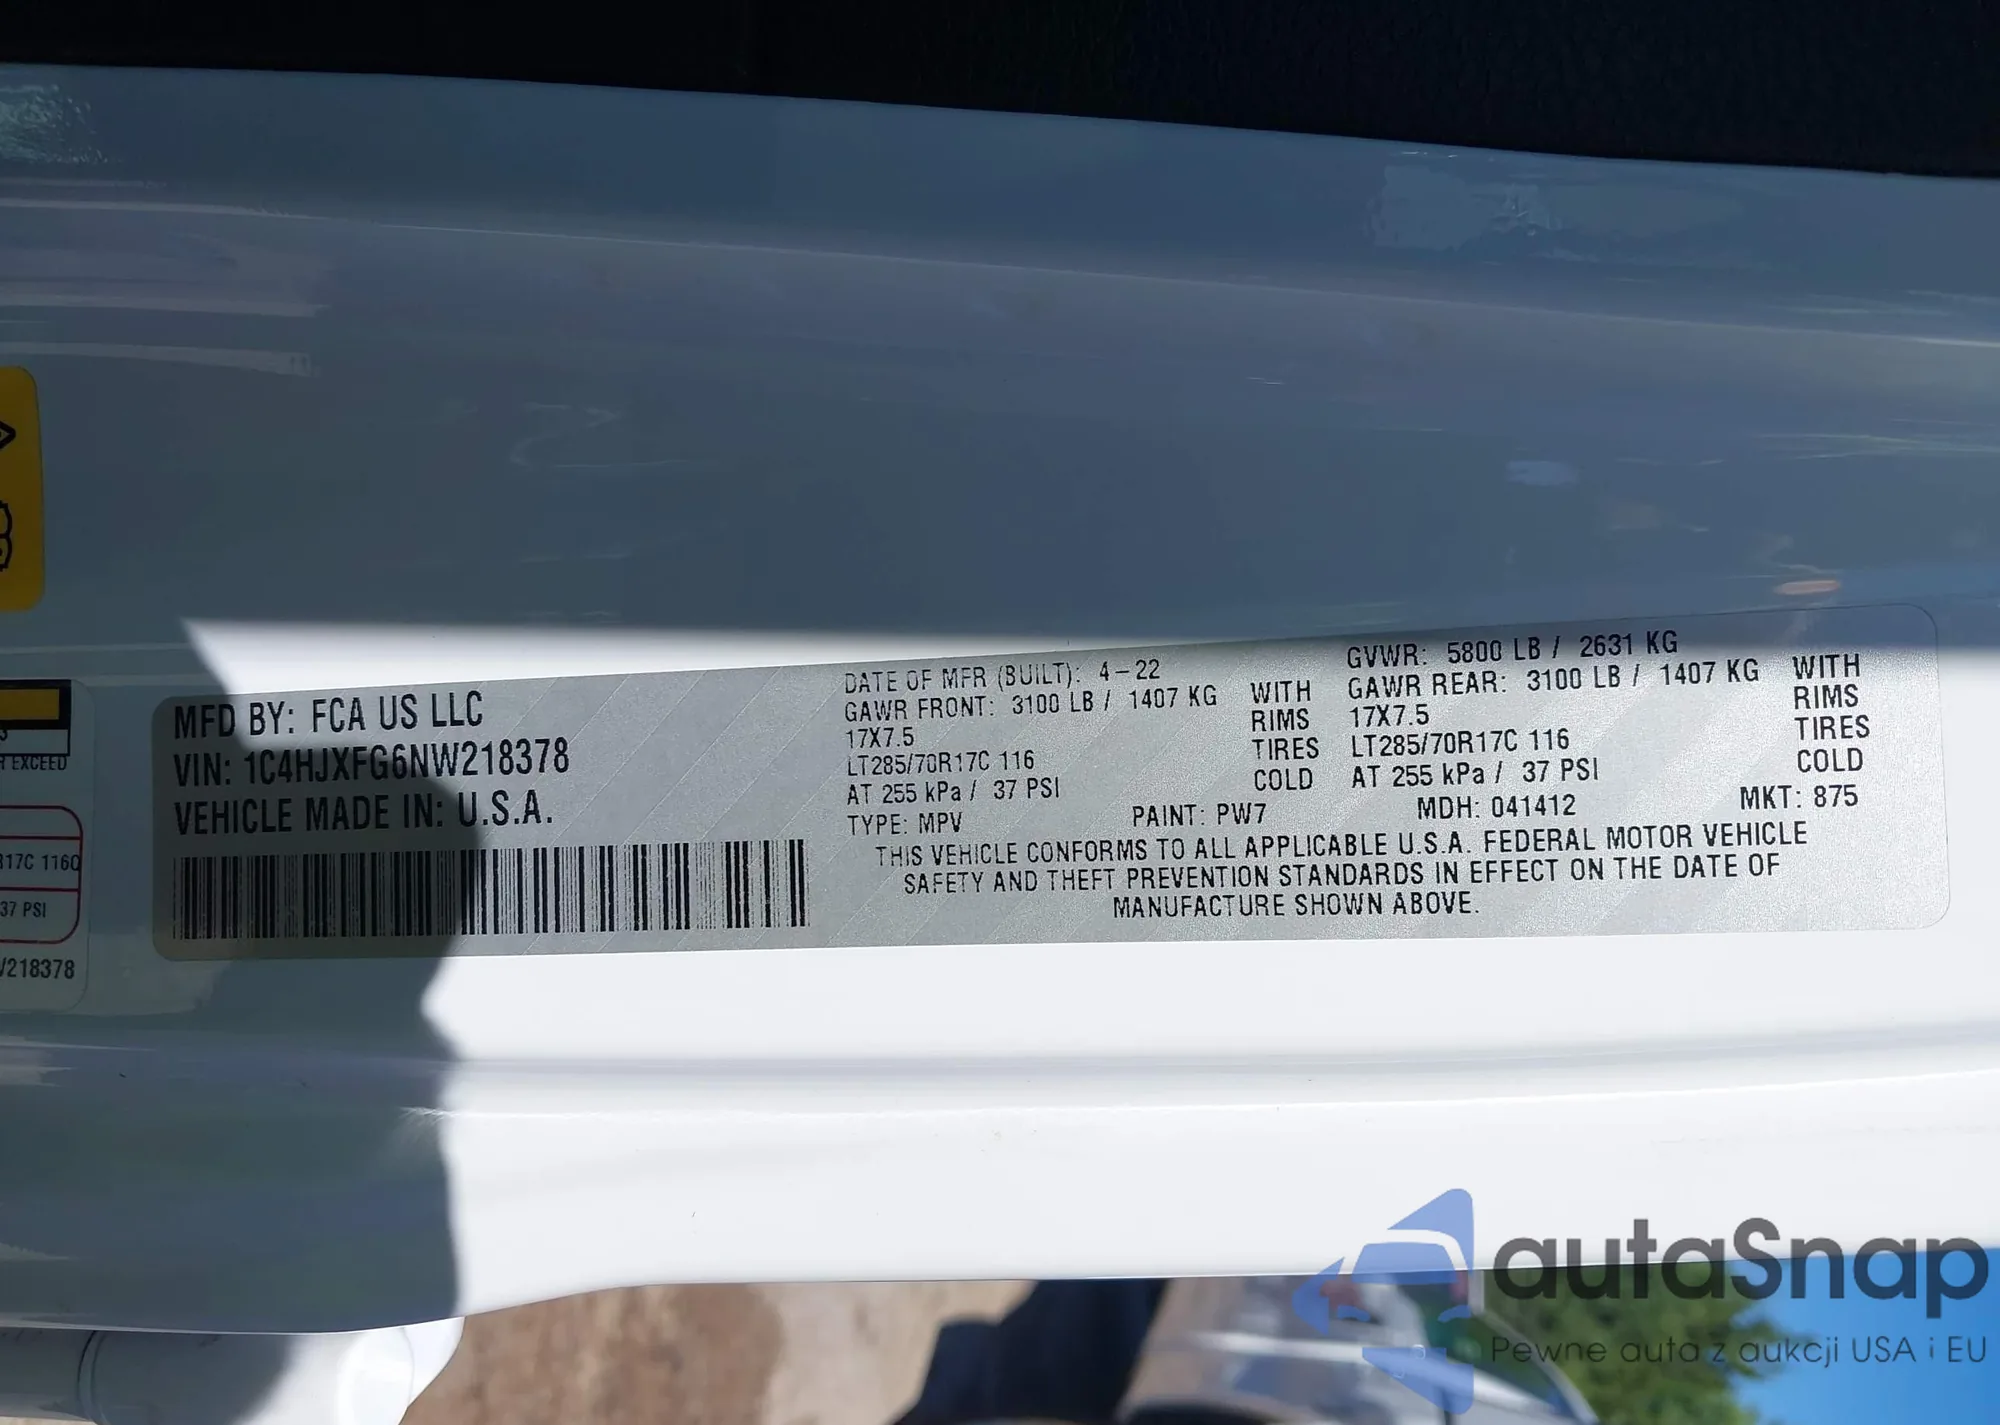 MFD BY: FCA US LLC
VIN: 1C4HJXFG6NW218378
VEHICLE MADE IN: U.S.A.
DATE OF MFR (BUILT): 4-22
GAWR FRONT: 3100 LB / 1407 KG WITH
17X7.5 RIMS
LT285/70R17C 116 TIRES
AT 255 kPa / 37 PSI COLD
TYPE: MPV PAINT: PW7
GVWR: 5800 LB / 2631 KG
GAWR REAR: 3100 LB / 1407 KG WITH
17X7.5 RIMS
LT285/70R17C 116 TIRES
AT 255 kPa / 37 PSI COLD
MDH: 041412 MKT: 875
THIS VEHICLE CONFORMS TO ALL APPLICABLE U.S.A. FEDERAL MOTOR VEHICLE
SAFETY AND THEFT PREVENTION STANDARDS IN EFFECT ON THE DATE OF
MANUFACTURE SHOWN ABOVE.
EXCEED
R17C 116Q
37 PSI
W218378
autaSnap
Pewne auta z aukcji USA i EU